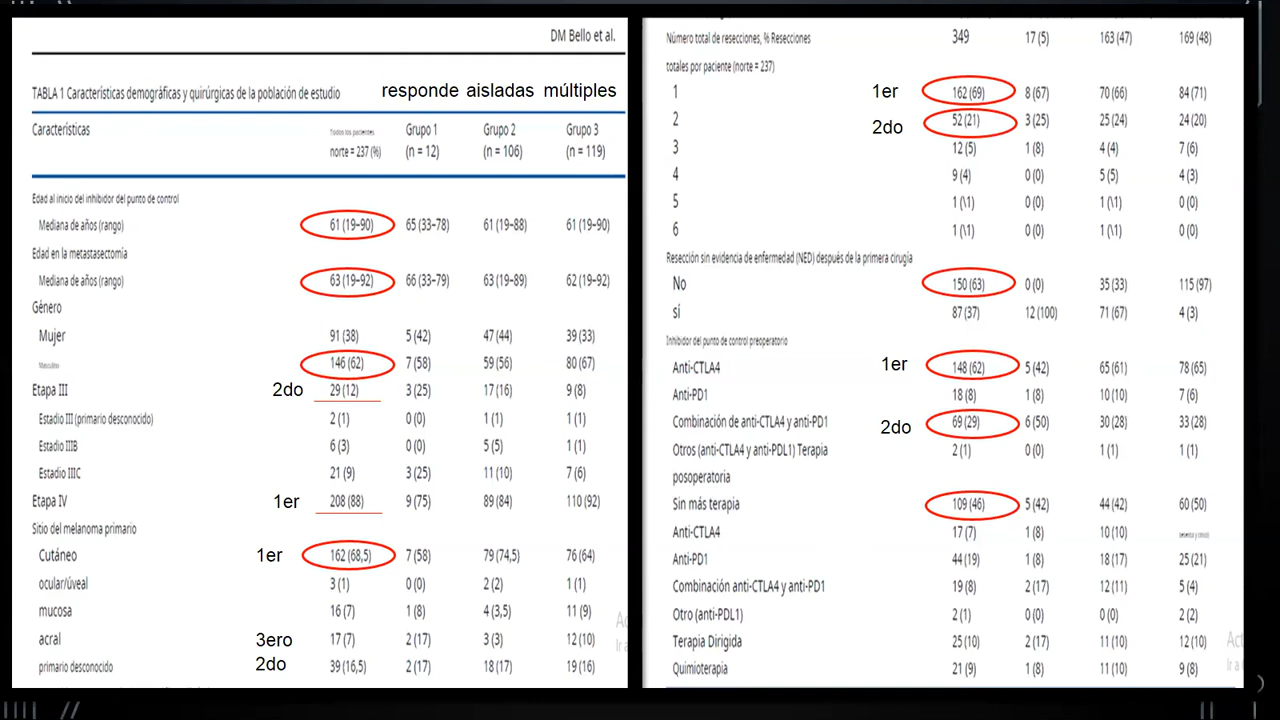 DM Bello et al.
TABLA 1 Características demográficas y quirúrgicas de la población de estudio
responde aisladas múltiples
Características Todos los pacientes Grupo 1 Grupo 2 Grupo 3
norte = 237 (%) (n = 12) (n = 106) (n = 119)
Edad al inicio del inhibidor del punto de control
Mediana de años (rango) 61 (19–90) 65 (33–78) 61 (19–88) 61 (19–90)
Edad en la metastasectomía
Mediana de años (rango) 63 (19–92) 66 (33–79) 63 (19–89) 62 (19–92)
Género
Mujer 91 (38) 5 (42) 47 (44) 39 (33)
Masculino 146 (62) 7 (58) 59 (56) 80 (67)
Etapa III 2do 29 (12) 3 (25) 17 (16) 9 (8)
Estadio III (primario desconocido) 2 (1) 0 (0) 1 (1) 1 (1)
Estadio IIIB 6 (3) 0 (0) 5 (5) 1 (1)
Estadio IIIC 21 (9) 3 (25) 11 (10) 7 (6)
Etapa IV 1er 208 (88) 9 (75) 89 (84) 110 (92)
Sitio del melanoma primario
Cutáneo 1er 162 (68,5) 7 (58) 79 (74,5) 76 (64)
ocular/úveal 3 (1) 0 (0) 2 (2) 1 (1)
mucosa 16 (7) 1 (8) 4 (3,5) 11 (9)
acral 3ero 17 (7) 2 (17) 3 (3) 12 (10)
primario desconocido 2do 39 (16,5) 2 (17) 18 (17) 19 (16)
Número total de resecciones, % Resecciones 349 17 (5) 163 (47) 169 (48)
totales por paciente (norte = 237)
1 1er 162 (69) 8 (67) 70 (66) 84 (71)
2 2do 52 (21) 3 (25) 25 (24) 24 (20)
3 12 (5) 1 (8) 4 (4) 7 (6)
4 9 (4) 0 (0) 5 (5) 4 (3)
5 1 (\1) 0 (0) 1 (\1) 0 (0)
6 1 (\1) 0 (0) 1 (\1) 0 (0)
Resección sin evidencia de enfermedad (NED) después de la primera cirugía
No 150 (63) 0 (0) 35 (33) 115 (97)
sí 87 (37) 12 (100) 71 (67) 4 (3)
Inhibidor del punto de control preoperatorio
Anti-CTLA4 1er 148 (62) 5 (42) 65 (61) 78 (65)
Anti-PD1 18 (8) 1 (8) 10 (10) 7 (6)
Combinación de anti-CTLA4 y anti-PD1 2do 69 (29) 6 (50) 30 (28) 33 (28)
Otros (anti-CTLA4 y anti-PDL1) Terapia 2 (1) 0 (0) 1 (1) 1 (1)
posoperatoria
Sin más terapia 109 (46) 5 (42) 44 (42) 60 (50)
Anti-CTLA4 17 (7) 1 (8) 10 (10)
Anti-PD1 44 (19) 1 (8) 18 (17) 25 (21)
Combinación anti-CTLA4 y anti-PD1 19 (8) 2 (17) 12 (11) 5 (4)
Otro (anti-PDL1) 2 (1) 0 (0) 0 (0) 2 (2)
Terapia Dirigida 25 (10) 2 (17) 11 (10) 12 (10)
Quimioterapia 21 (9) 1 (8) 11 (10) 9 (8)